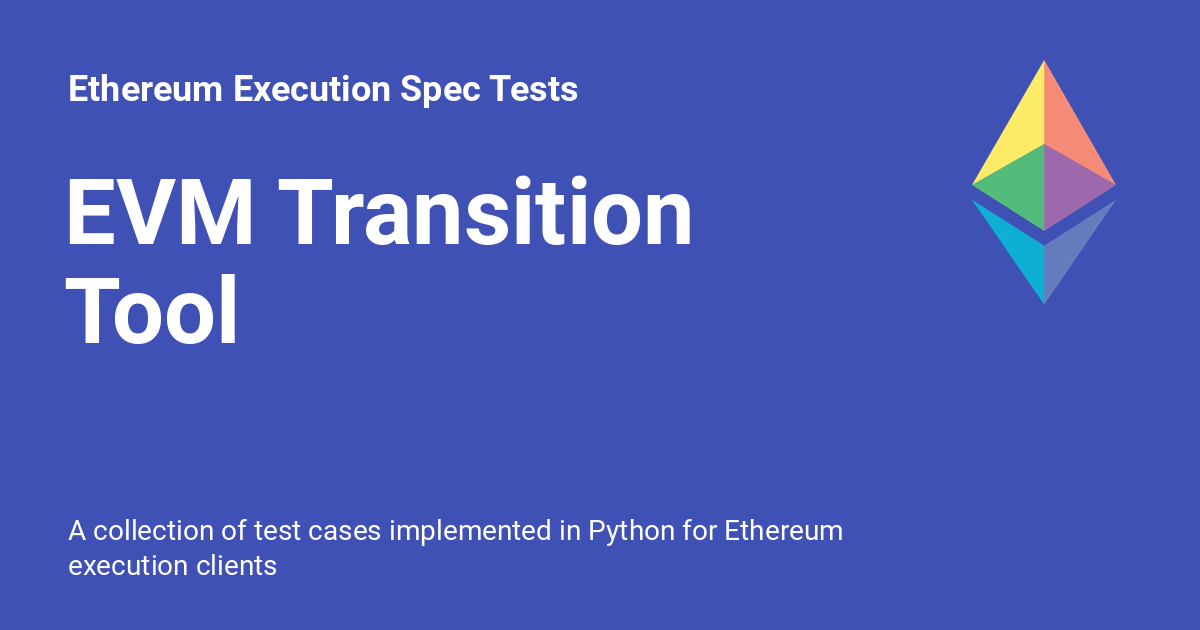 Ethereum Execution Spec Tests
EVM Transition
Tool
A collection of test cases implemented in Python for Ethereum
execution clients